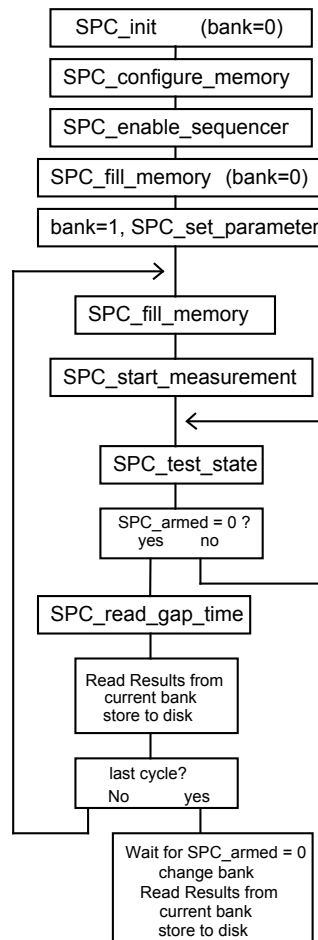 SPC_init (bank=0)
SPC_configure_memory
SPC_enable_sequencer
SPC_fill_memory (bank=0)
bank=1, SPC_set_parameter
SPC_fill_memory
SPC_start_measurement
SPC_test_state
SPC_armed = 0 ?
yes no
SPC_read_gap_time
Read Results from
current bank
store to disk
last cycle?
No yes
Wait for SPC_armed = 0
change bank
Read Results from
current bank
store to disk